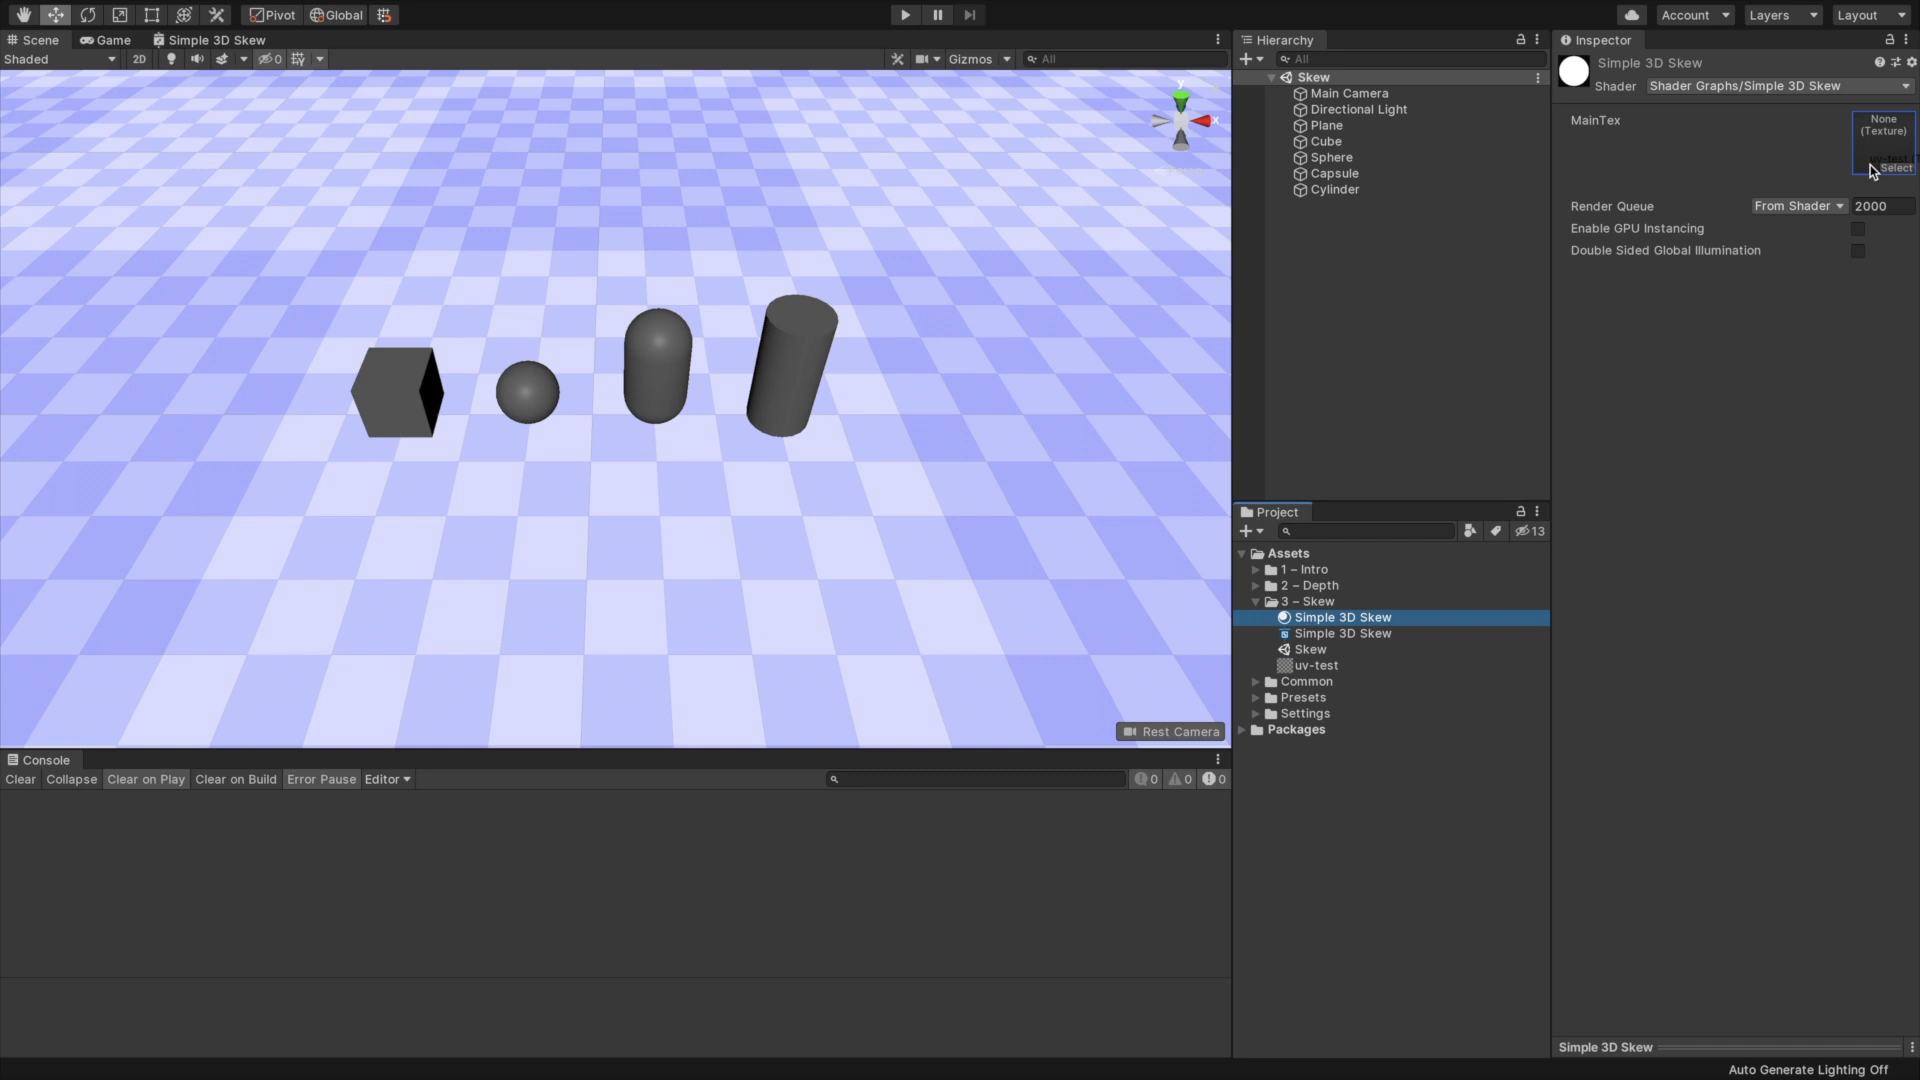 Pivot Global Account Layers Layout
Scene Game Simple 3D Skew
Shaded 2D 0 Gizmos All
y
x
Rest Camera
Console
Clear Collapse Clear on Play Clear on Build Error Pause Editor 0 0 0
Hierarchy
All
Skew
Main Camera
Directional Light
Plane
Cube
Sphere
Capsule
Cylinder
Project
13
Assets
1 – Intro
2 – Depth
3 – Skew
Simple 3D Skew
Simple 3D Skew
Skew
uv-test
Common
Presets
Settings
Packages
Inspector
Simple 3D Skew
Shader Shader Graphs/Simple 3D Skew
MainTex
None
(Texture)
Select
Render Queue From Shader 2000
Enable GPU Instancing
Double Sided Global Illumination
Simple 3D Skew
Auto Generate Lighting Off